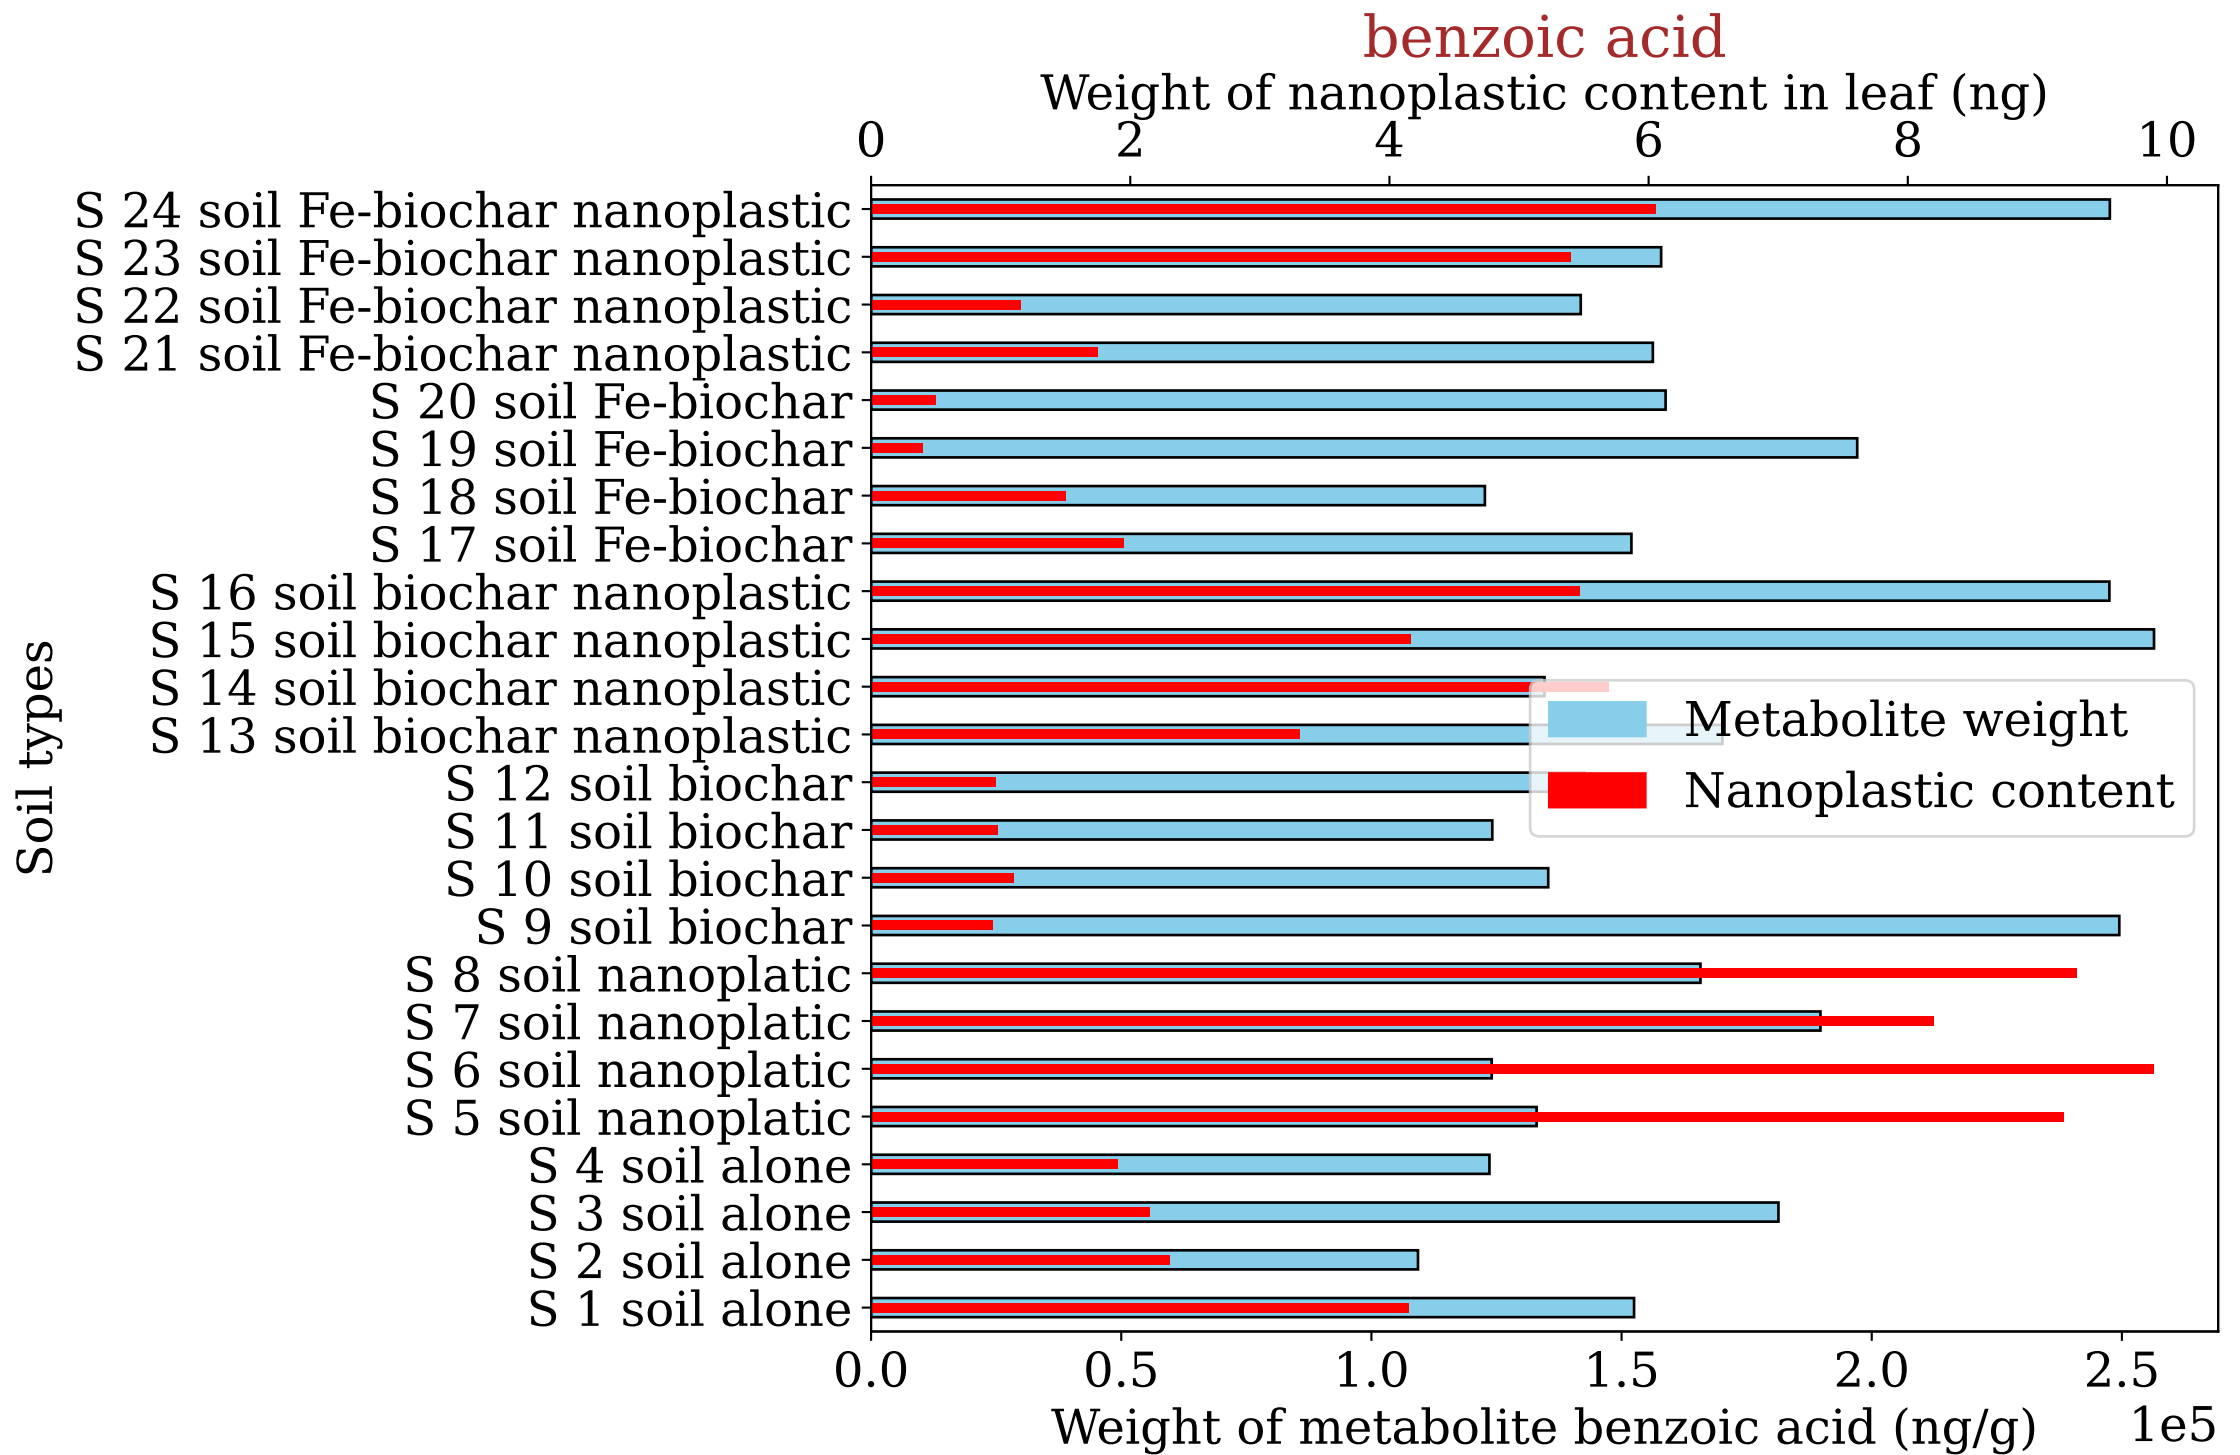 benzoic acid
Weight of nanoplastic content in leaf (ng)
0 2 4 6 8 10
S 24 soil Fe-biochar nanoplastic
S 23 soil Fe-biochar nanoplastic
S 22 soil Fe-biochar nanoplastic
S 21 soil Fe-biochar nanoplastic
S 20 soil Fe-biochar
S 19 soil Fe-biochar
S 18 soil Fe-biochar
S 17 soil Fe-biochar
S 16 soil biochar nanoplastic
S 15 soil biochar nanoplastic
S 14 soil biochar nanoplastic
S 13 soil biochar nanoplastic
S 12 soil biochar
S 11 soil biochar
S 10 soil biochar
S 9 soil biochar
S 8 soil nanoplatic
S 7 soil nanoplatic
S 6 soil nanoplatic
S 5 soil nanoplatic
S 4 soil alone
S 3 soil alone
S 2 soil alone
S 1 soil alone
Soil types
Metabolite weight
Nanoplastic content
0.0 0.5 1.0 1.5 2.0 2.5
Weight of metabolite benzoic acid (ng/g)
1e5